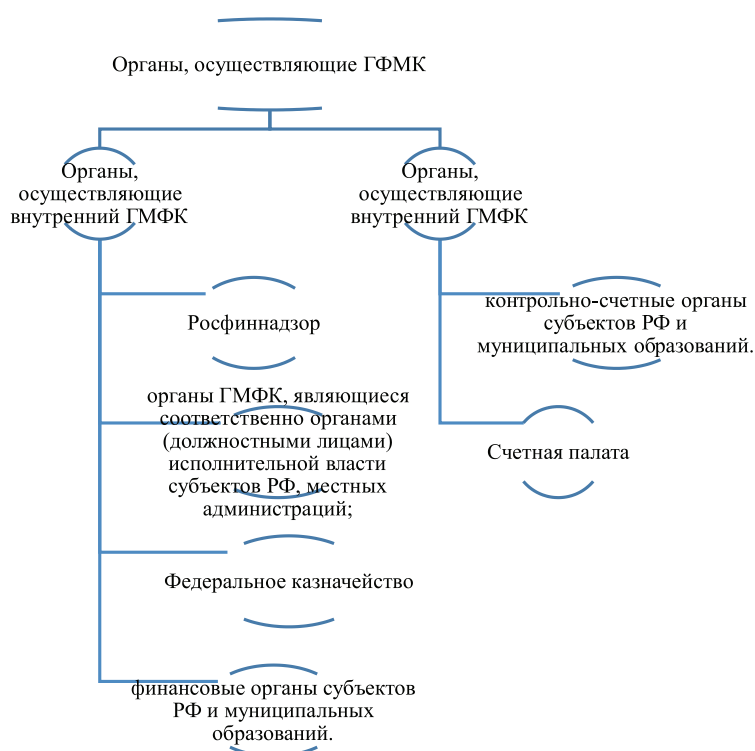 Органы, осуществляющие ГФМК
Органы,
осуществляющие
внутренний ГМФК
Органы,
осуществляющие
внутренний ГМФК
Росфиннадзор
органы ГМФК, являющиеся
соответственно органами
(должностными лицами)
исполнительной власти
субъектов РФ, местных
администраций;
Федеральное казначейство
финансовые органы субъектов
РФ и муниципальных
образований.
контрольно-счетные органы
субъектов РФ и
муниципальных образований.
Счетная палата